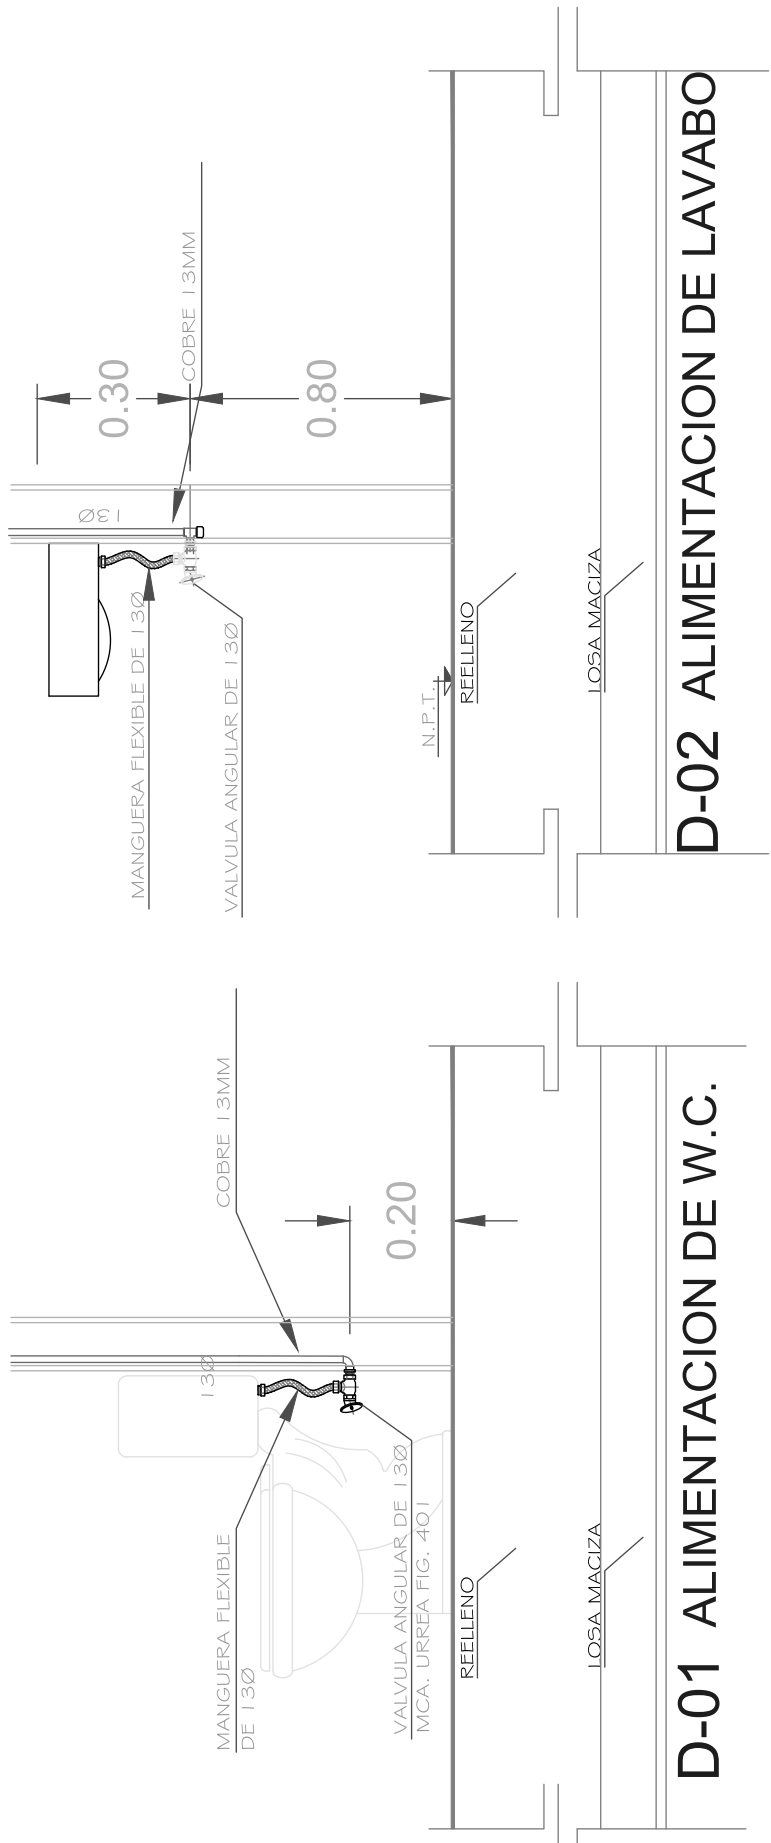 COBRE 13MM
13Ø
0.20
MANGUERA FLEXIBLE
DE 13Ø
VALVULA ANGULAR DE 13Ø
MCA. URREA FIG. 401
REELLENO
LOSA MACIZA
D-01 ALIMENTACION DE W.C.
0.30
COBRE 13MM
0.80
13Ø
MANGUERA FLEXIBLE DE 13Ø
VALVULA ANGULAR DE 13Ø
N.P.T.
REELLENO
LOSA MACIZA
D-02 ALIMENTACION DE LAVABO